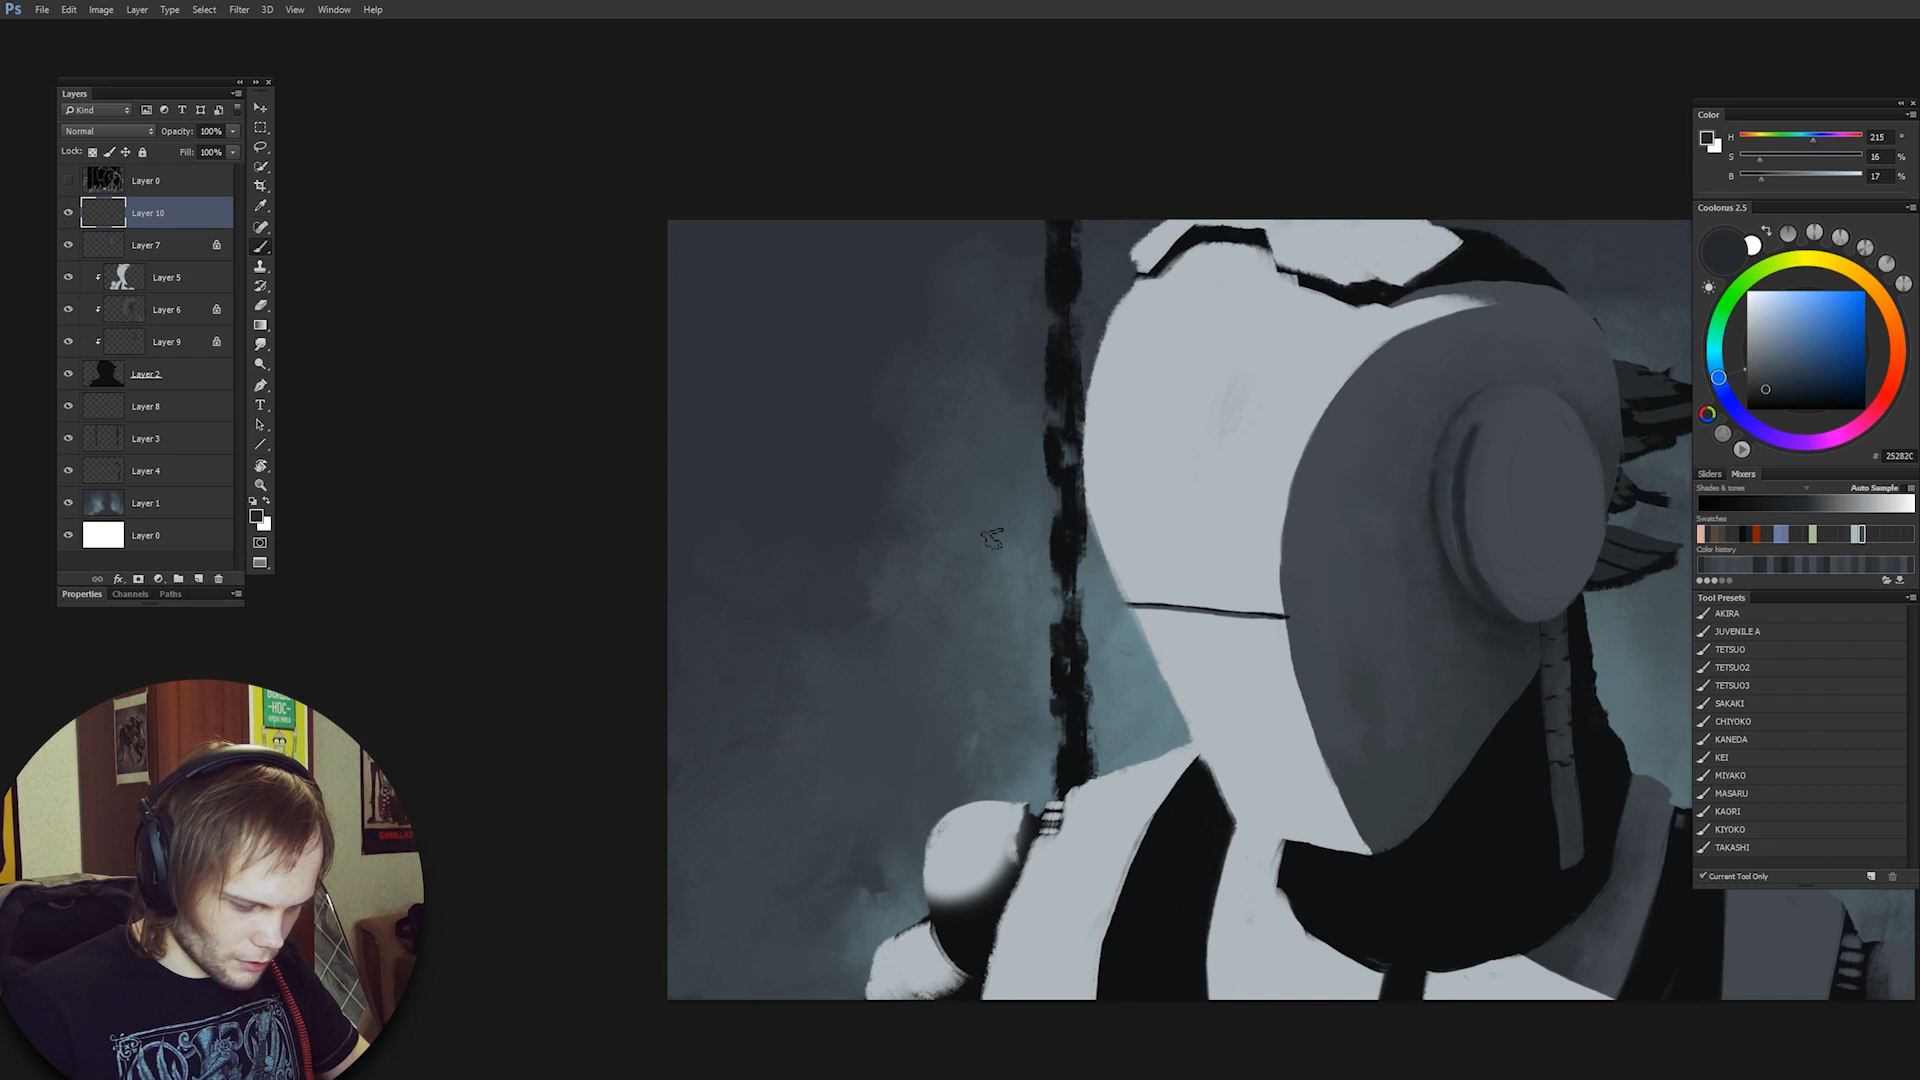 Ps File Edit Image Layer Type Select Filter 3D View Window Help
Layers
Kind
Normal Opacity: 100%
Lock: Fill: 100%
Layer 0
Layer 10
Layer 7
Layer 5
Layer 6
Layer 9
Layer 2
Layer 8
Layer 3
Layer 4
Layer 1
Layer 0
fx
Properties Channels Paths
Color
H 215 °
S 16 %
B 17 %
Coolorus 2.5
# 25282C
Sliders Mixers
Shades & tones Auto Sample
Swatches
Color history
Tool Presets
AKIRA
JUVENILE A
TETSUO
TETSUO2
TETSUO3
SAKAKI
CHIYOKO
KANEDA
KEI
MIYAKO
MASARU
KAORI
KIYOKO
TAKASHI
Current Tool Only
-НОС-